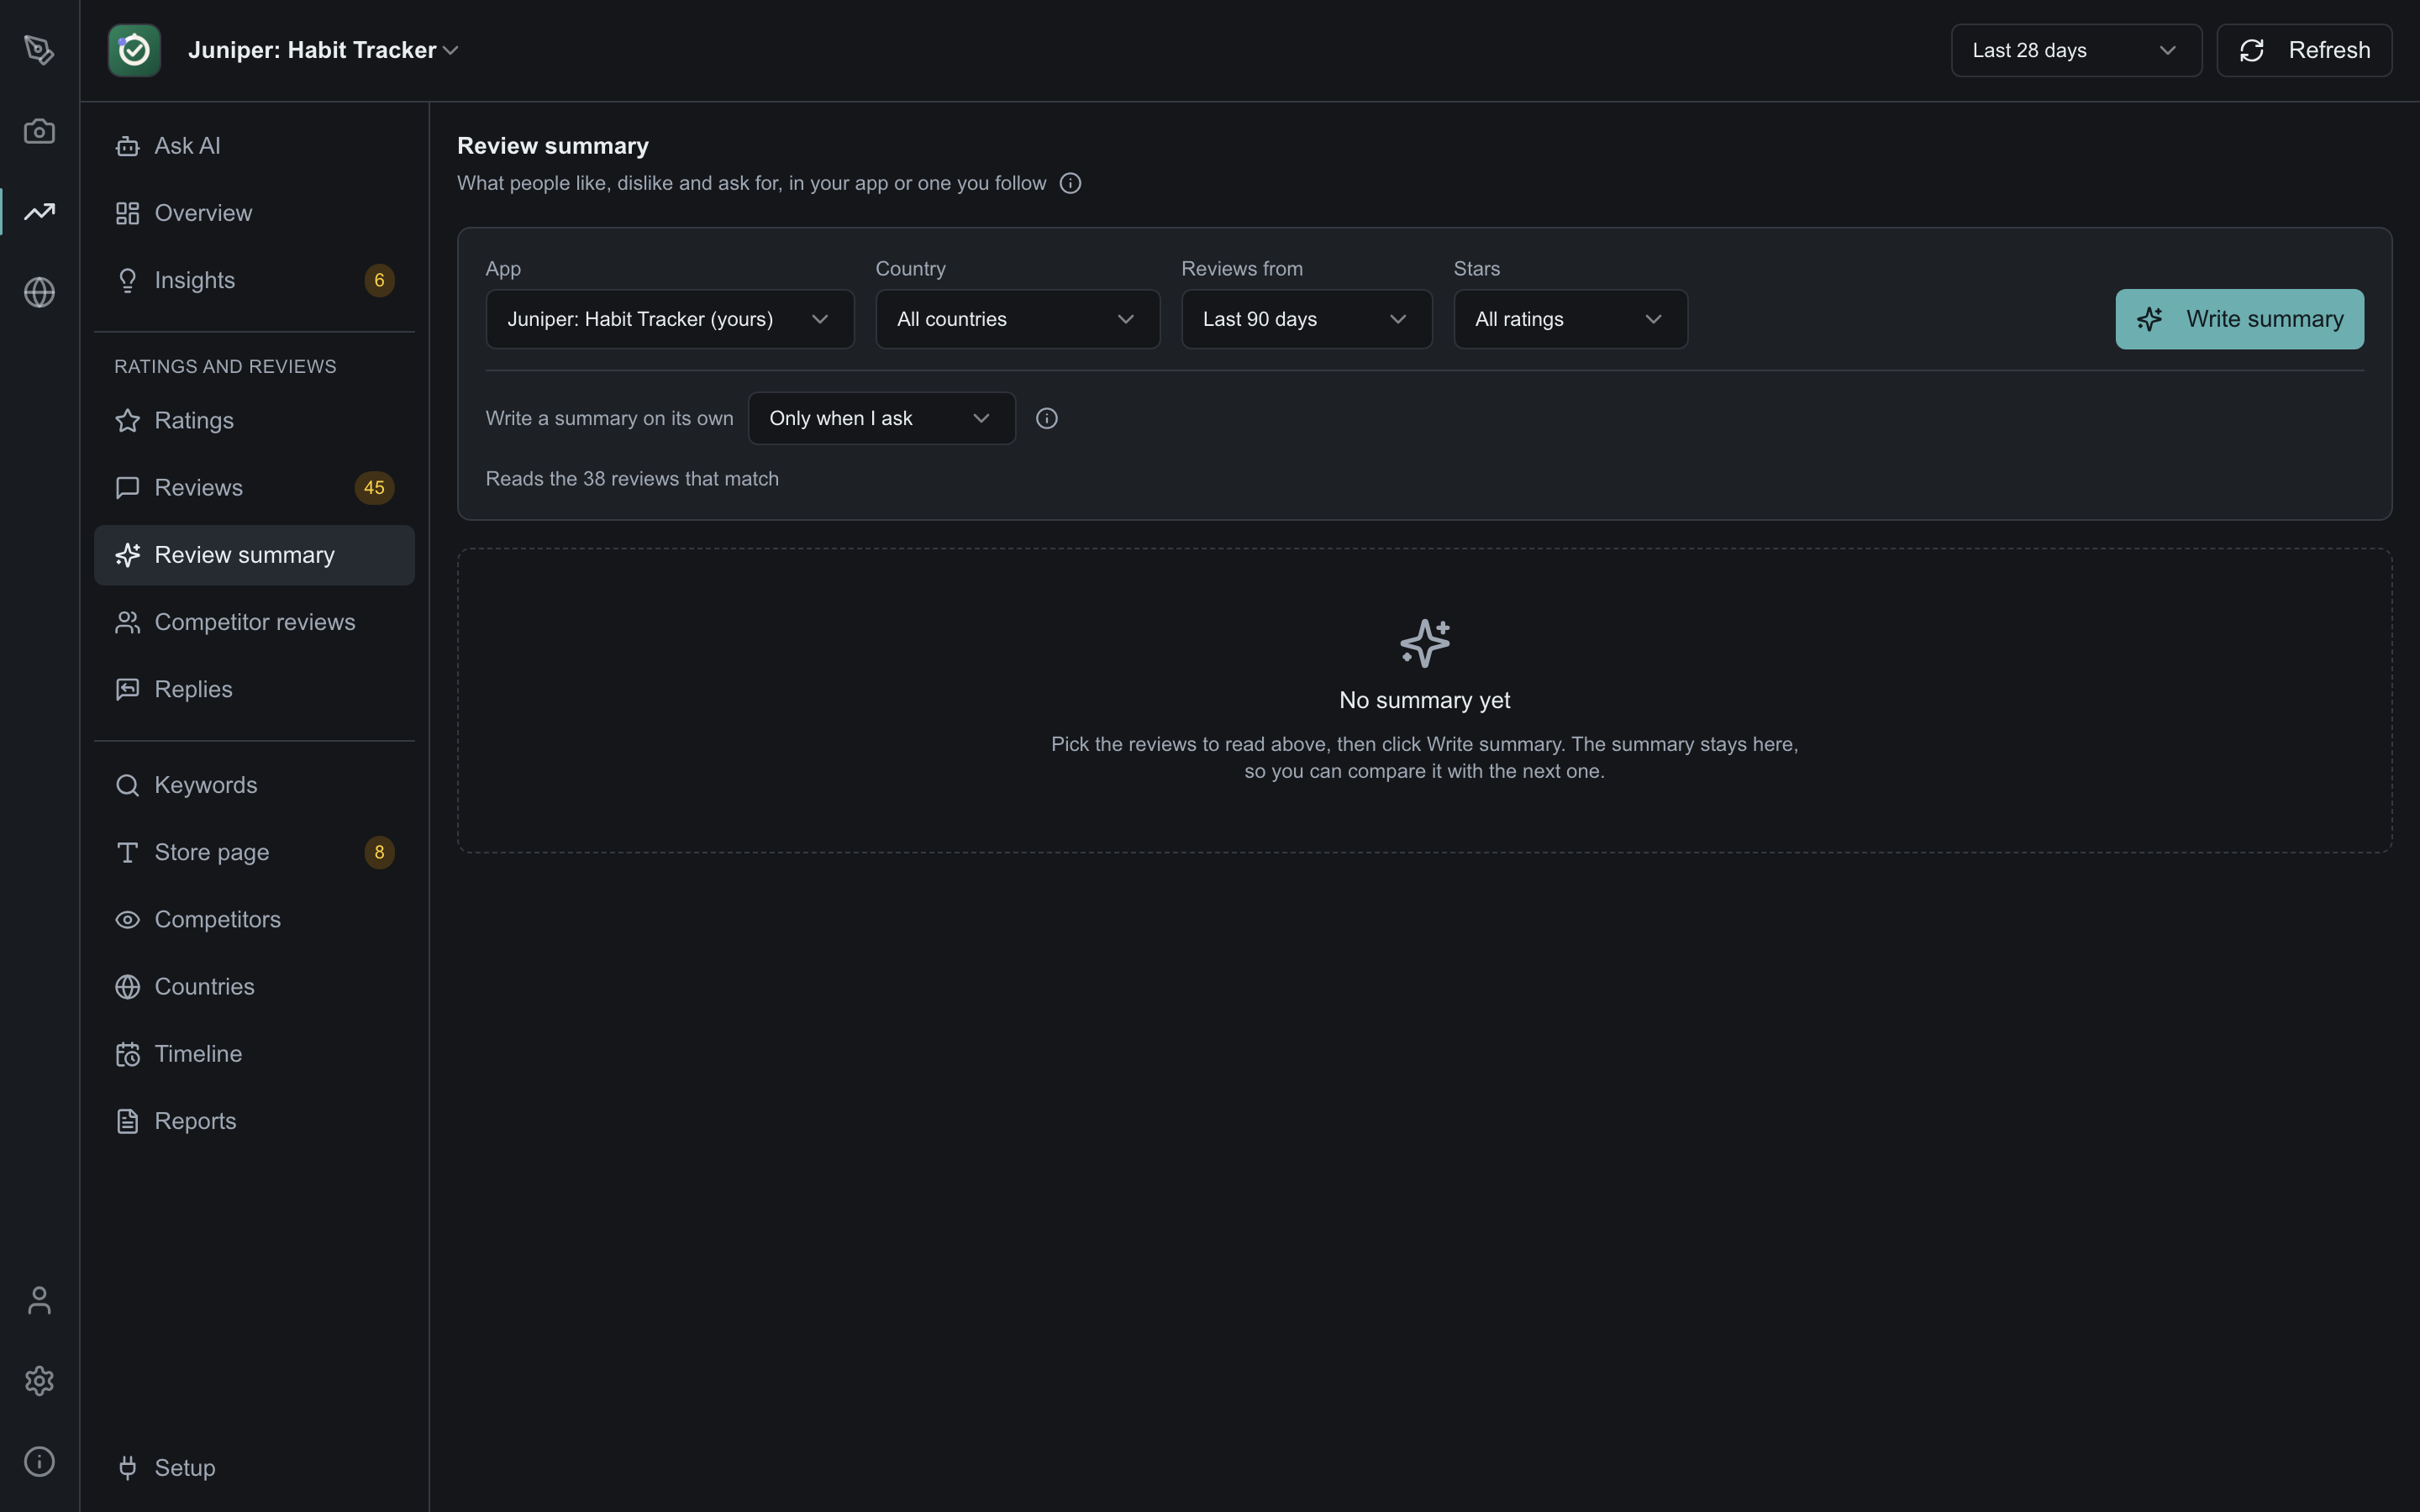 Juniper: Habit Tracker
Last 28 days
Refresh
Ask AI
Overview
Insights
6
RATINGS AND REVIEWS
Ratings
Reviews
45
Review summary
Competitor reviews
Replies
Keywords
Store page
8
Competitors
Countries
Timeline
Reports
Setup
Review summary
What people like, dislike and ask for, in your app or one you follow
App
Country
Reviews from
Stars
Juniper: Habit Tracker (yours)
All countries
Last 90 days
All ratings
Write summary
Write a summary on its own
Only when I ask
Reads the 38 reviews that match
No summary yet
Pick the reviews to read above, then click Write summary. The summary stays here,
so you can compare it with the next one.